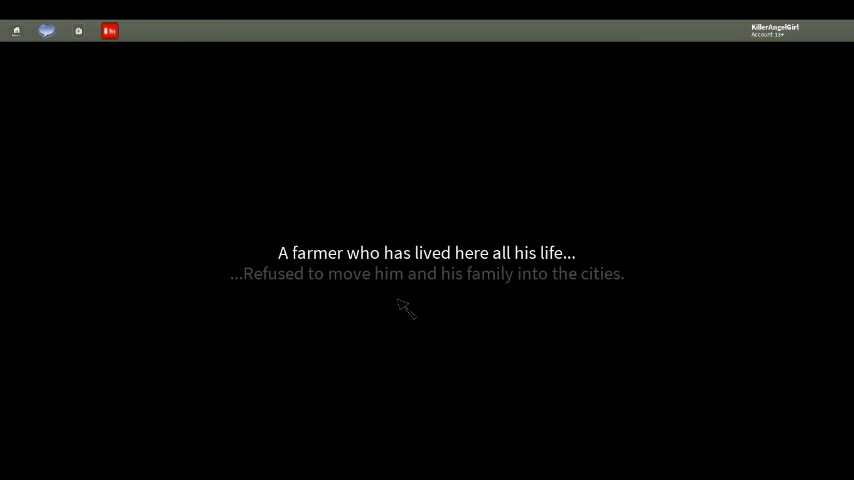 KillerAngelGirl
Account: 13+
A farmer who has lived here all his life...
...Refused to move him and his family into the cities.